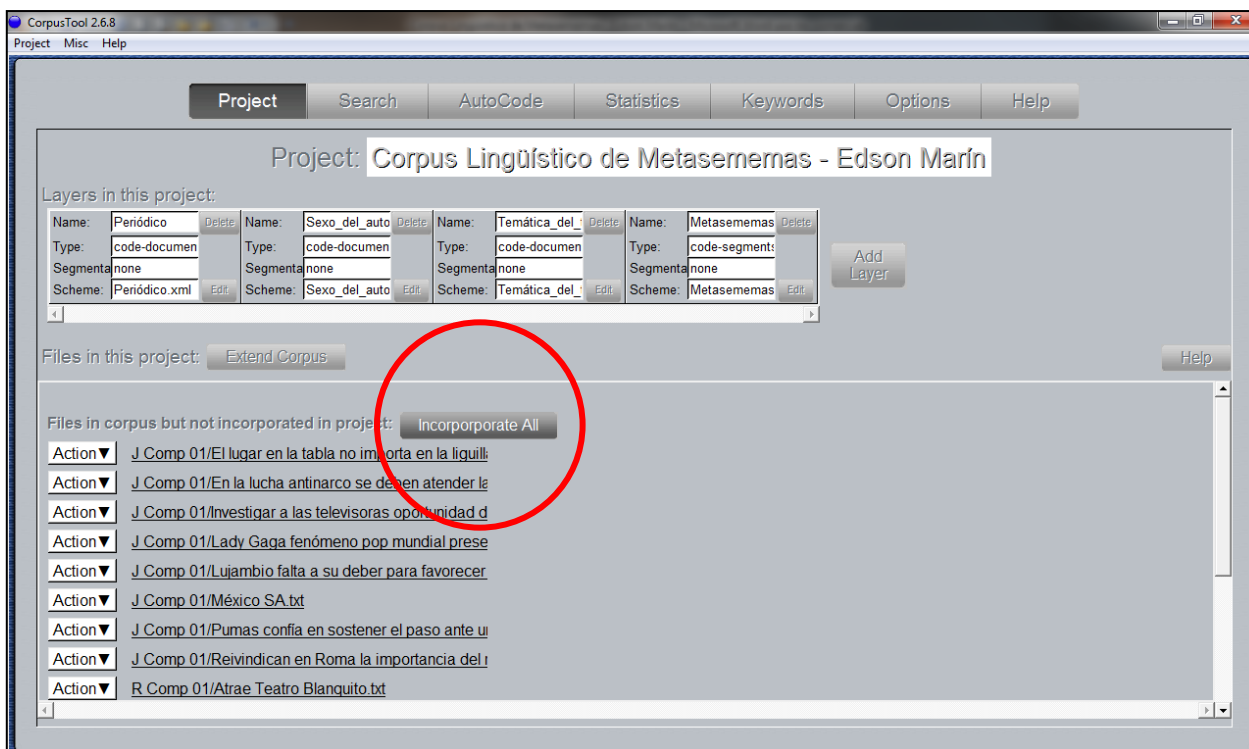 CorpusTool 2.6.8
Project Misc Help
Project Search AutoCode Statistics Keywords Options Help
Project: Corpus Lingüístico de Metasememas - Edson Marín
Layers in this project:
Name: Periódico Delete Name: Sexo_del_auto Delete Name: Temática_del_ Delete Name: Metasememas Delete
Type: code-documen Type: code-documen Type: code-documen Type: code-segments
Segmenta none Segmenta none Segmenta none Segmenta none
Scheme: Periódico.xml Edit. Scheme: Sexo_del_auto Edit. Scheme: Temática_del_ Edit. Scheme: Metasememas Edit.
Add
Layer
Files in this project: Extend Corpus Help
Files in corpus but not incorporated in project: Incorporporate All
Action▼ J Comp 01/El lugar en la tabla no importa en la liguilla
Action▼ J Comp 01/En la lucha antinarco se deben atender la
Action▼ J Comp 01/Investigar a las televisoras oportunidad d
Action▼ J Comp 01/Lady Gaga fenómeno pop mundial prese
Action▼ J Comp 01/Lujambio falta a su deber para favorecer
Action▼ J Comp 01/México SA.txt
Action▼ J Comp 01/Pumas confía en sostener el paso ante u
Action▼ J Comp 01/Reivindican en Roma la importancia del
Action▼ R Comp 01/Atrae Teatro Blanquito.txt